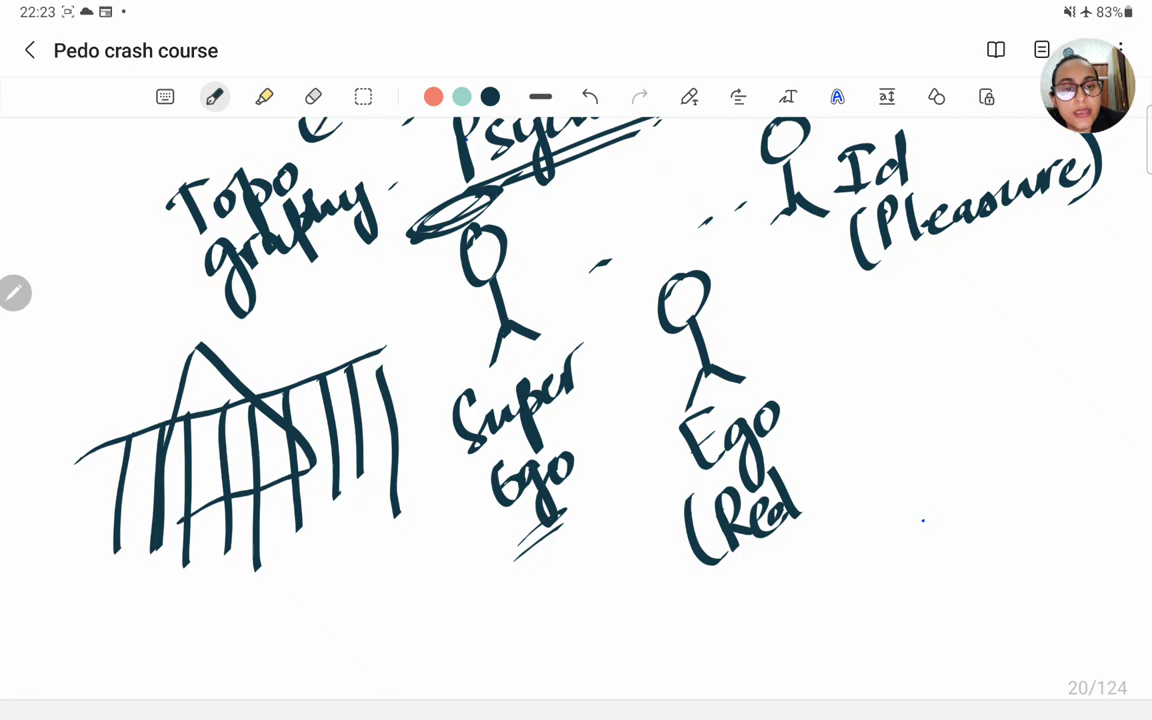 22:23
83%
Pedo crash course
Topo
graphy
Id
(Pleasure)
Super
Ego
Ego
(Real
20/124